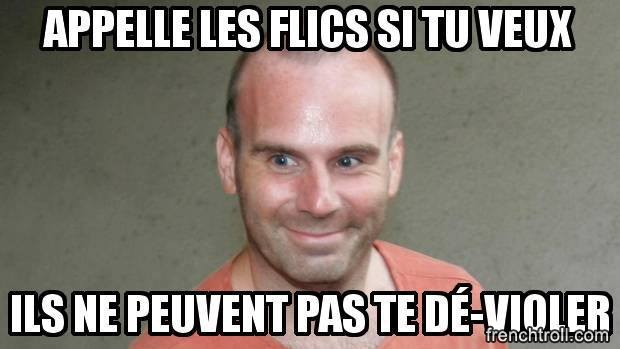 APPELLE LES FLICS SI TU VEUX
ILS NE PEUVENT PAS TE DÉ-VIOLER
frenchtroll.com